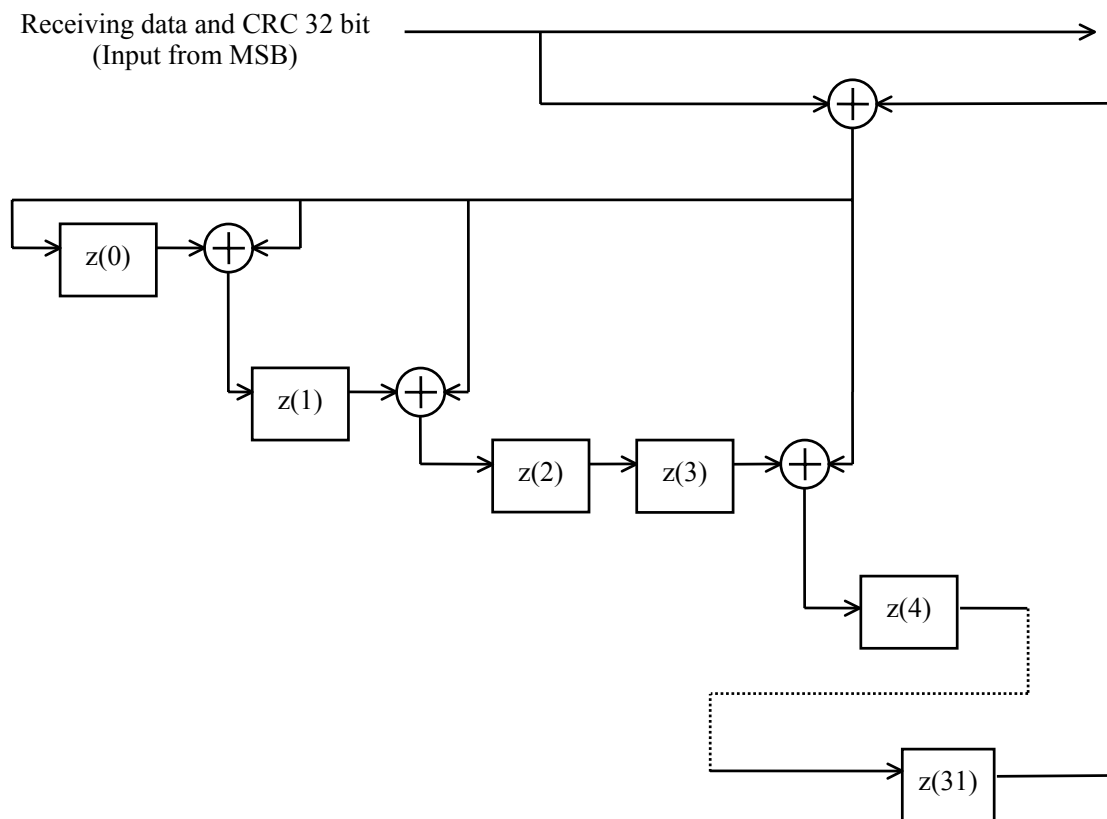 Receiving data and CRC 32 bit
(Input from MSB)
z(0)
z(1)
z(2)
z(3)
z(4)
z(31)